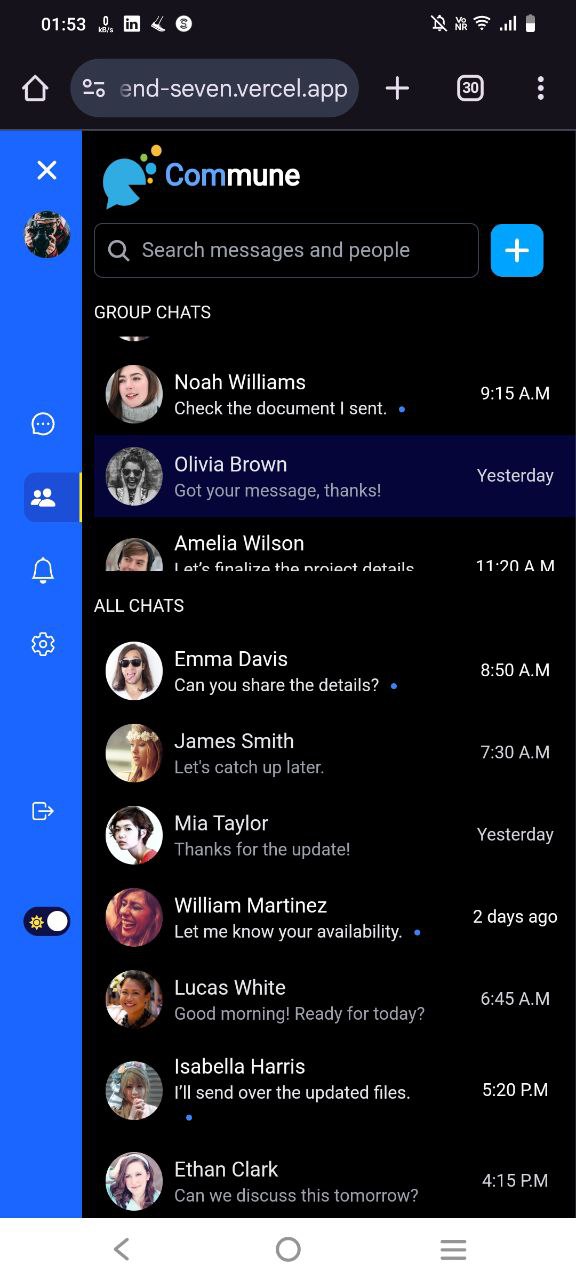 01:53 0 kB/s in S Vo NR
end-seven.vercel.app 30
Commune
Search messages and people
GROUP CHATS
Noah Williams
Check the document I sent.
9:15 A.M
Olivia Brown
Got your message, thanks!
Yesterday
Amelia Wilson
Let’s finalize the project details
11:20 A.M
ALL CHATS
Emma Davis
Can you share the details?
8:50 A.M
James Smith
Let's catch up later.
7:30 A.M
Mia Taylor
Thanks for the update!
Yesterday
William Martinez
Let me know your availability.
2 days ago
Lucas White
Good morning! Ready for today?
6:45 A.M
Isabella Harris
I’ll send over the updated files.
5:20 P.M
Ethan Clark
Can we discuss this tomorrow?
4:15 P.M